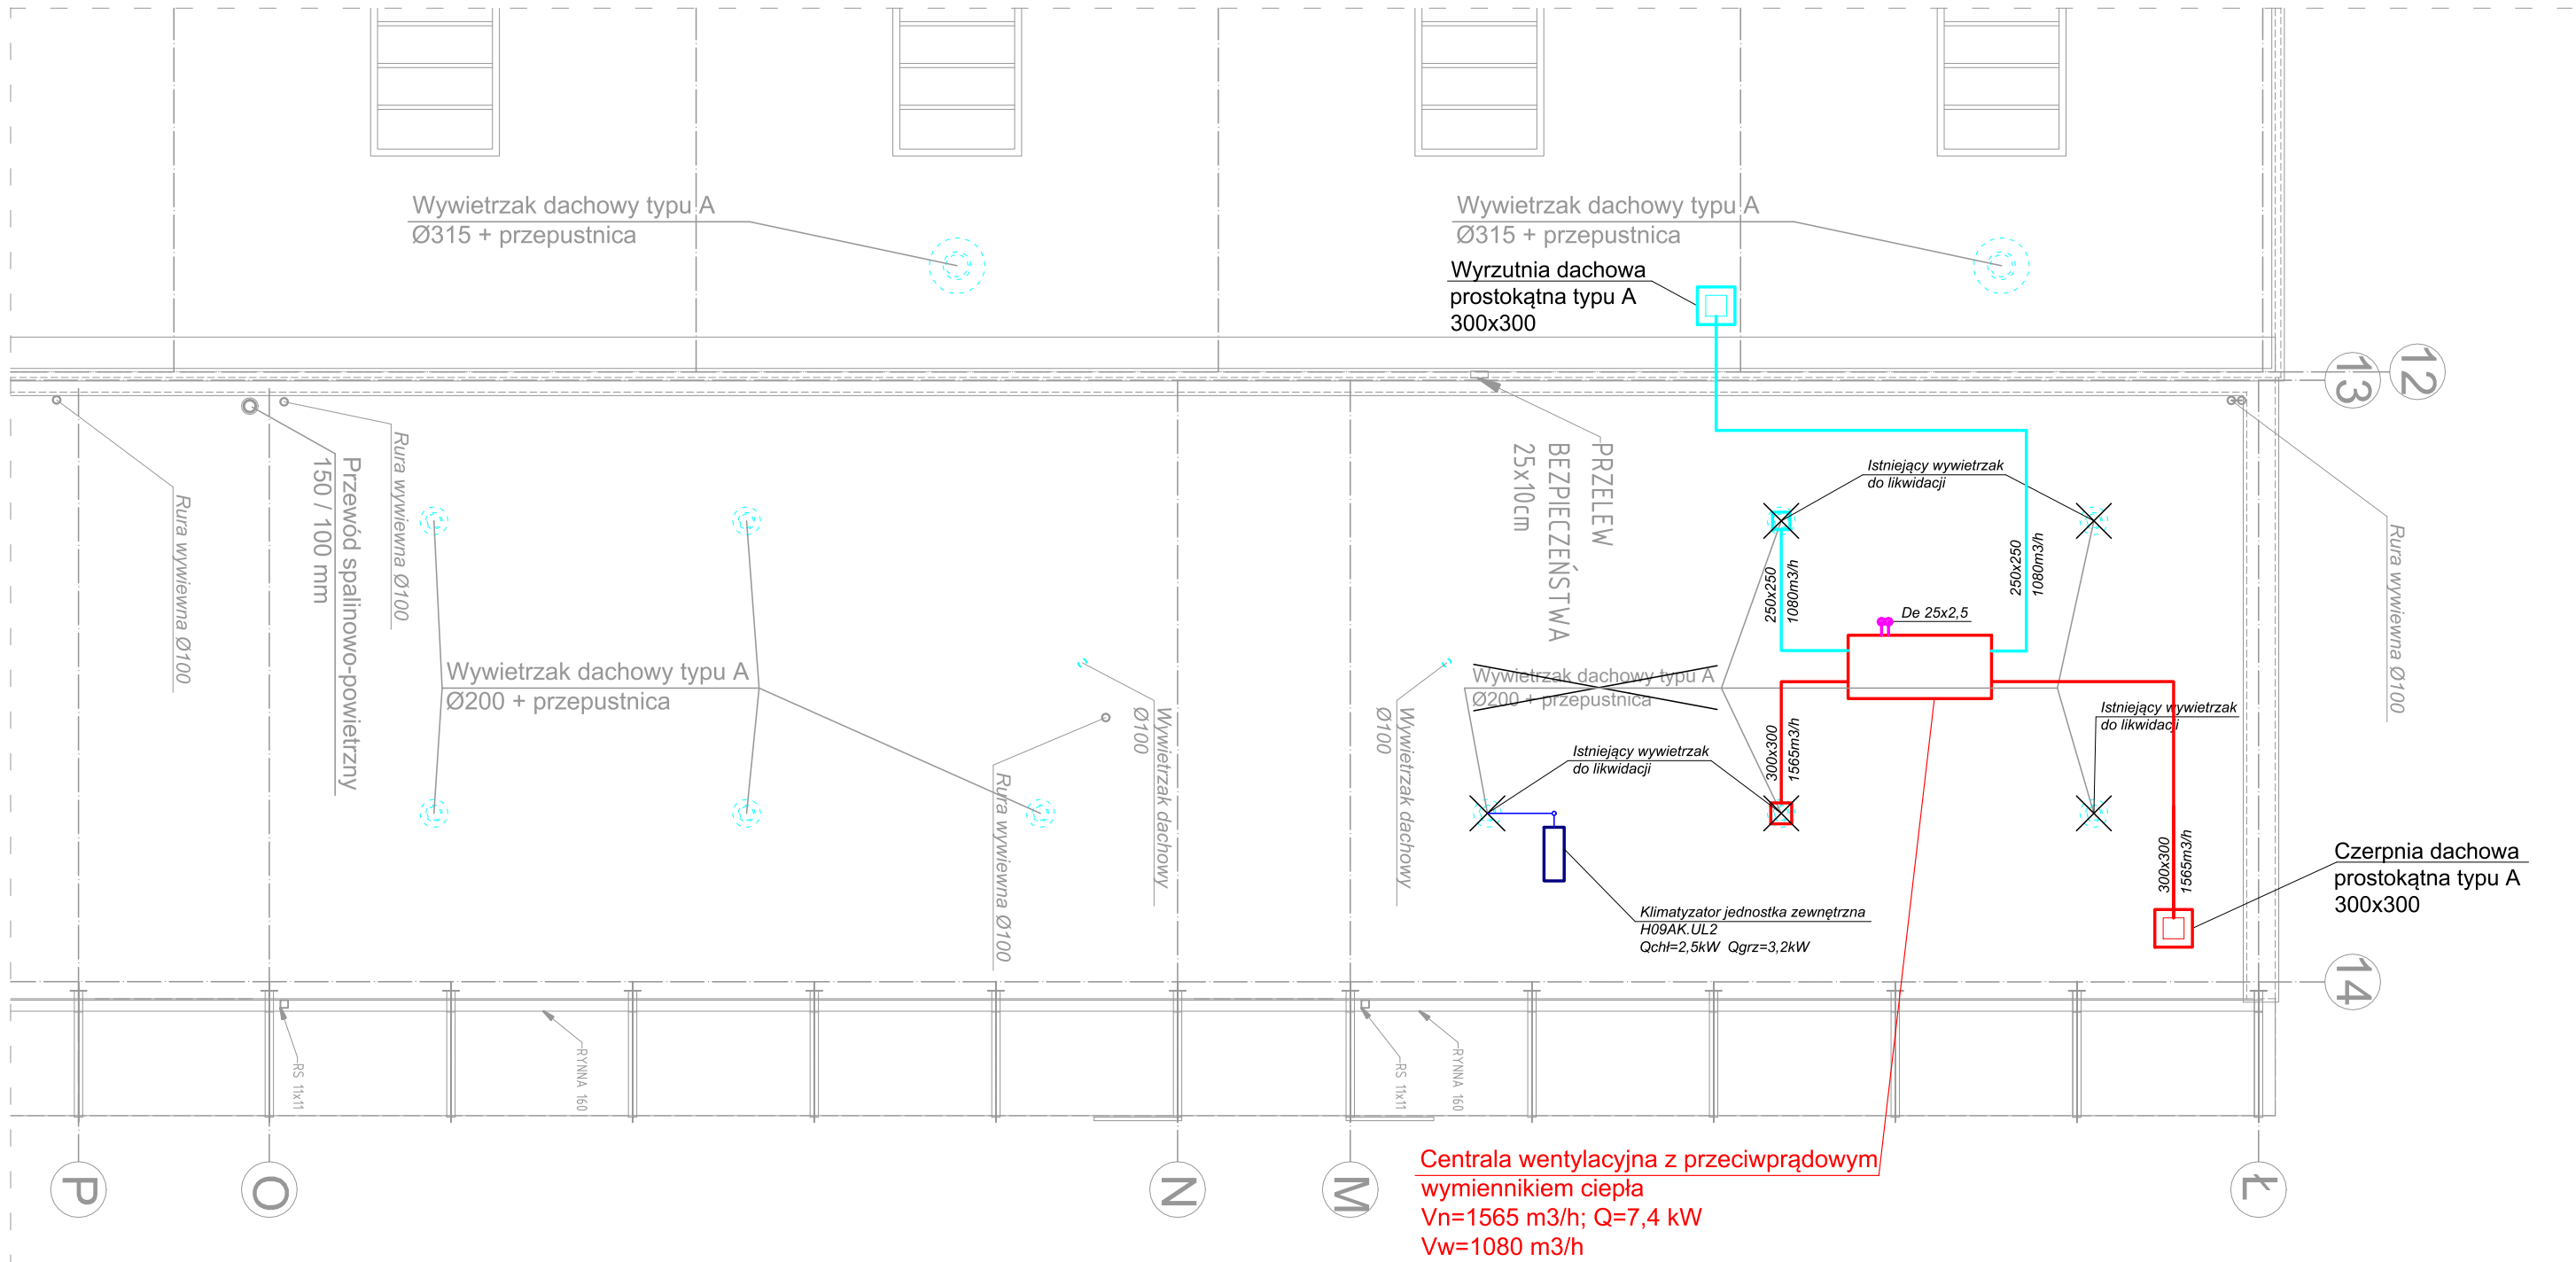 Wywietrzak dachowy typu A
Ø315 + przepustnica
Wywietrzak dachowy typu A
Ø315 + przepustnica
Wyrzutnia dachowa
prostokątna typu A
300x300
12
13
Rura wywiewna Ø100
Przewód spalinowo-powietrzny
150 / 100 mm
Rura wywiewna Ø100
PRZELEW
BEZPIECZEŃSTWA
25x10cm
Istniejący wywietrzak
do likwidacji
250x250
1080m3/h
250x250
1080m3/h
De 25x2,5
Rura wywiewna Ø100
Wywietrzak dachowy typu A
Ø200 + przepustnica
Wywietrzak dachowy typu A
Ø200 + przepustnica
Wywietrzak dachowy
Ø100
Wywietrzak dachowy
Ø100
Rura wywiewna Ø100
Istniejący wywietrzak
do likwidacji
300x300
1565m3/h
Istniejący wywietrzak
do likwidacji
300x300
1565m3/h
Czerpnia dachowa
prostokątna typu A
300x300
Klimatyzator jednostka zewnętrzna
H09AK.UL2
Qchł=2,5kW Qgrz=3,2kW
14
RS 11x11
RYNNA 160
RS 11x11
RYNNA 160
P
O
N
M
Ł
Centrala wentylacyjna z przeciwprądowym
wymiennikiem ciepła
Vn=1565 m3/h; Q=7,4 kW
Vw=1080 m3/h